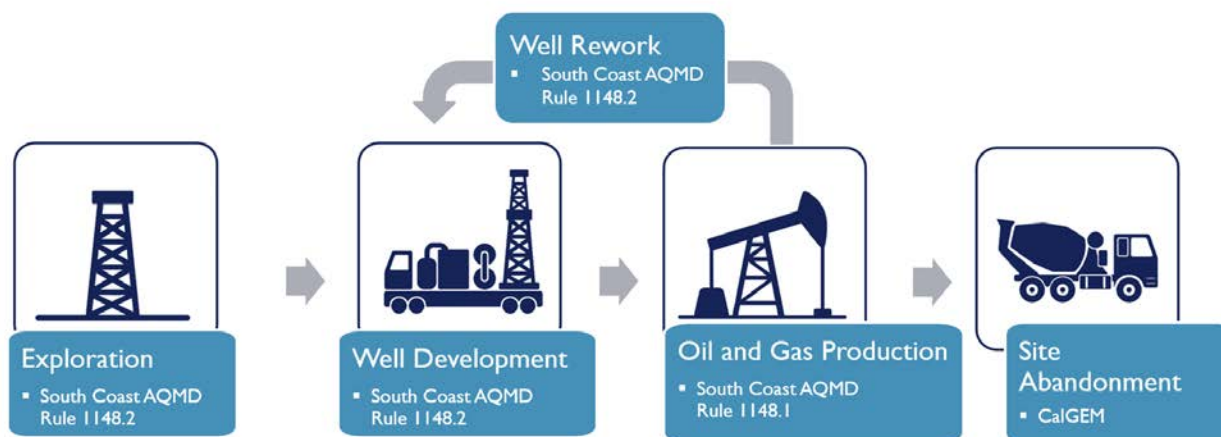 Well Rework
▪ South Coast AQMD
Rule 1148.2
Exploration
▪ South Coast AQMD
Rule 1148.2
Well Development
▪ South Coast AQMD
Rule 1148.2
Oil and Gas Production
▪ South Coast AQMD
Rule 1148.1
Site
Abandonment
▪ CalGEM